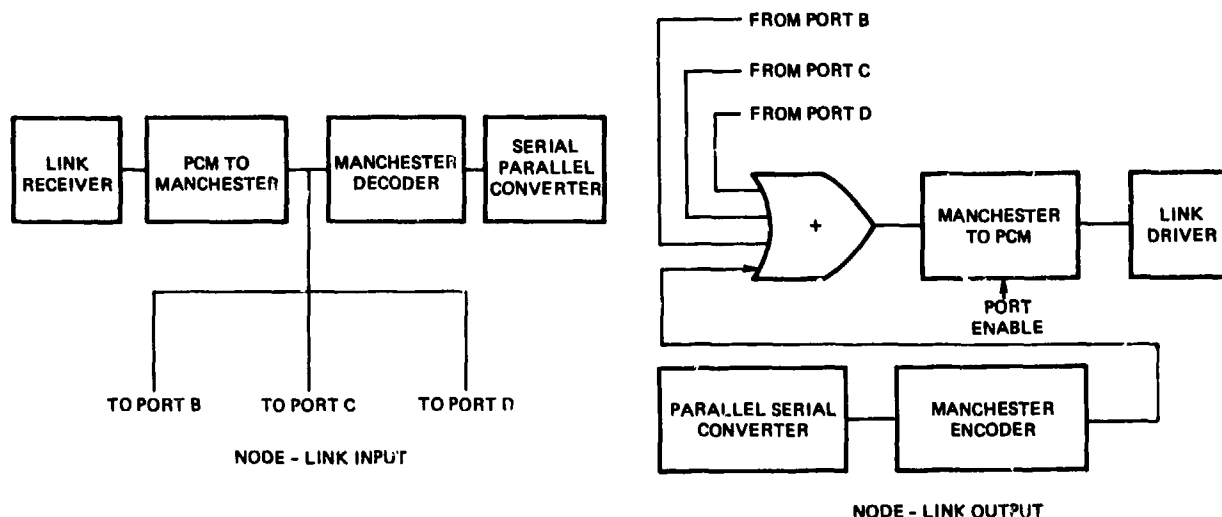 LINK
RECEIVER
PCM TO
MANCHESTER
MANCHESTER
DECODER
SERIAL
PARALLEL
CONVERTER
TO PORT B
TO PORT C
TO PORT D
NODE - LINK INPUT
FROM PORT B
FROM PORT C
FROM PORT D
+
MANCHESTER
TO PCM
LINK
DRIVER
PORT
ENABLE
PARALLEL SERIAL
CONVERTER
MANCHESTER
ENCODER
NODE - LINK OUTPUT